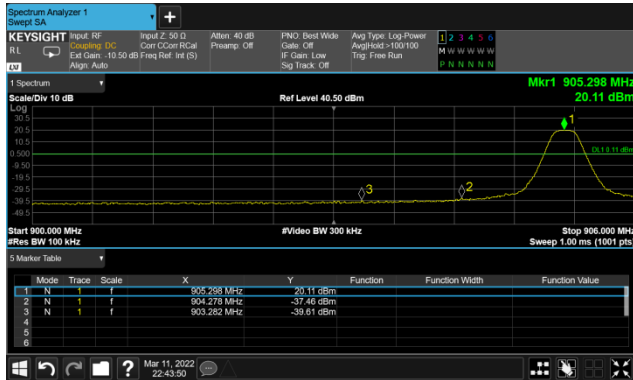 Spectrum Analyzer 1
Swept SA
KEYSIGHT Input: RF Input Z: 50 Ω Atten: 40 dB PNO: Best Wide Avg Type: Log-Power 1 2 3 4 5 6
RL Coupling: DC Corr CCorr RCal Preamp: Off Gate: Off Avg|Hold:>100/100 M W W W W W
Ext Gain: -10.50 dB Freq Ref: Int (S) IF Gain: Low Trig: Free Run
LXI Align: Auto Sig Track: Off P N N N N N
1 Spectrum Mkr1 905.298 MHz
Scale/Div 10 dB Ref Level 40.50 dBm 20.11 dBm
Log
30.5
20.5
10.5
0.500 DL1 0.11 dBm
-9.50
-19.5
-29.5
-39.5
-49.5
1
2
3
Start 900.000 MHz #Video BW 300 kHz Stop 906.000 MHz
#Res BW 100 kHz Sweep 1.00 ms (1001 pts)
5 Marker Table
Mode Trace Scale X Y Function Function Width Function Value
1 N 1 f 905.298 MHz 20.11 dBm
2 N 1 f 904.278 MHz -37.46 dBm
3 N 1 f 903.282 MHz -39.61 dBm
4
5
6
? Mar 11, 2022
22:43:50